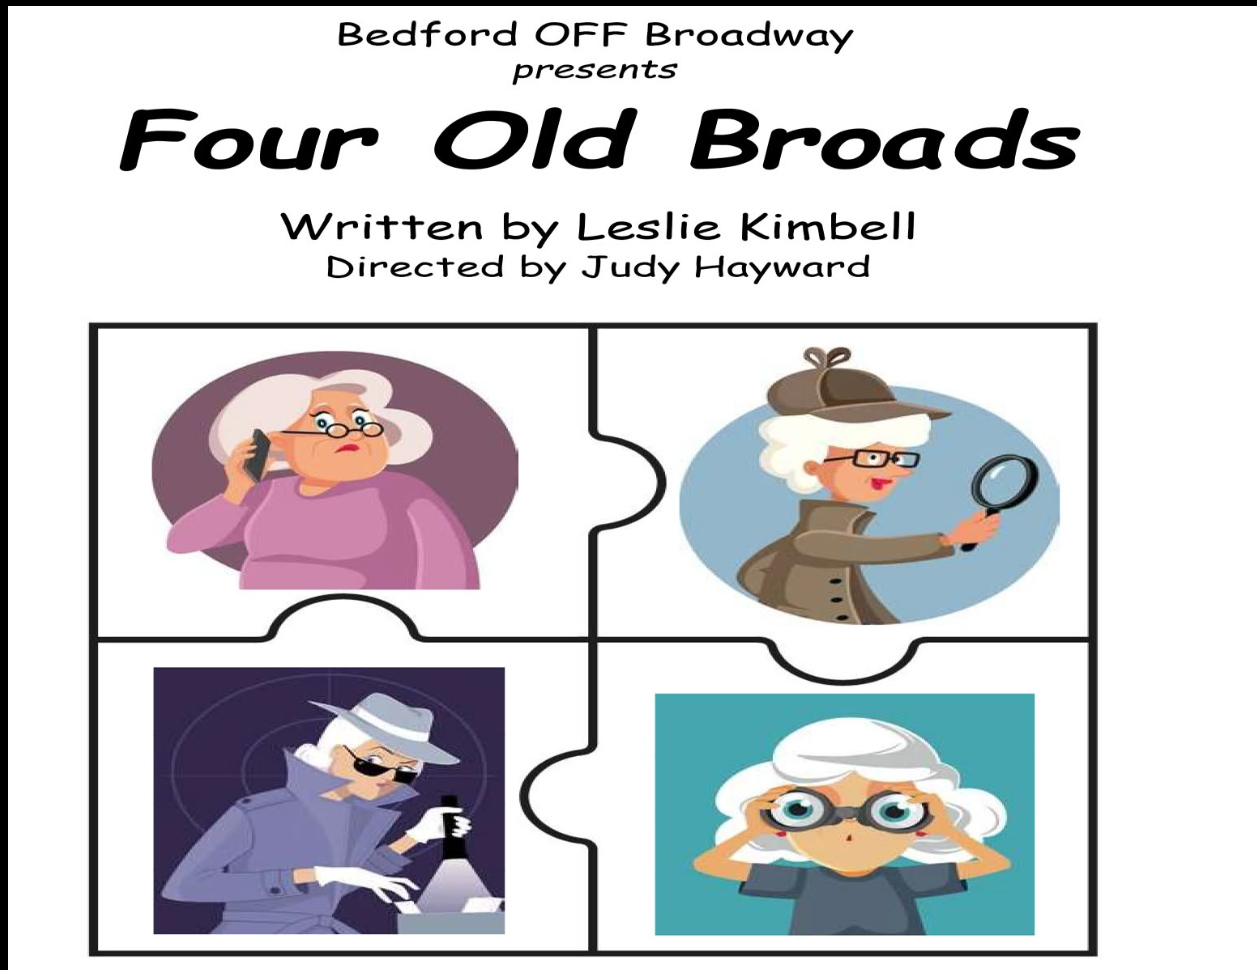 Bedford OFF Broadway
presents
Four Old Broads
Written by Leslie Kimbell
Directed by Judy Hayward